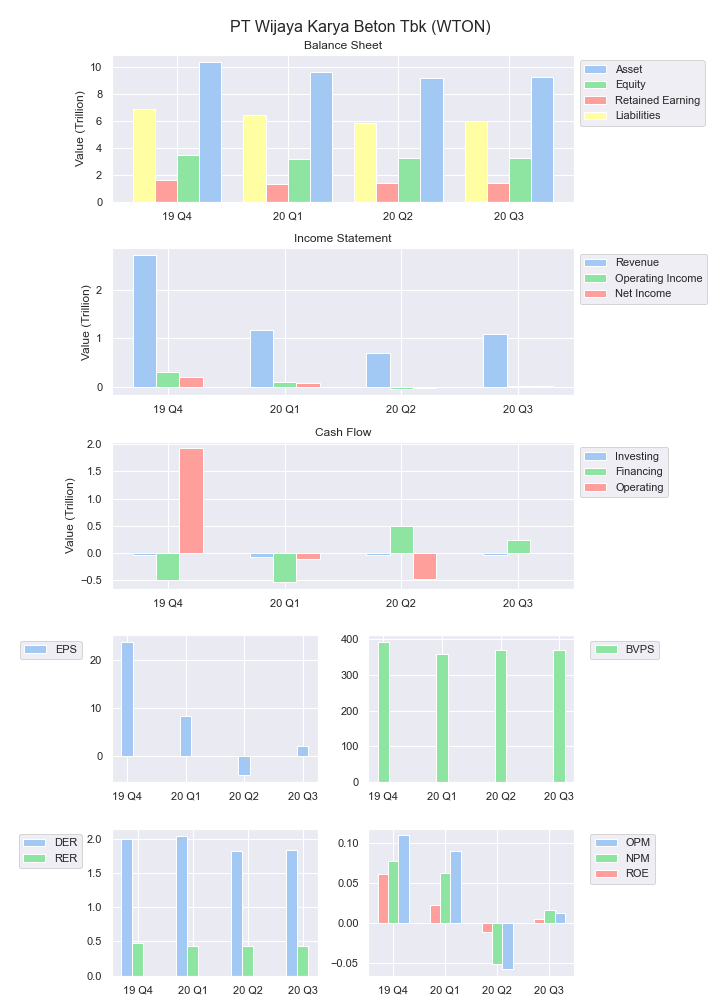 PT Wijaya Karya Beton Tbk (WTON)
Balance Sheet
Value (Trillion)
10
8
6
4
2
0
19 Q4 20 Q1 20 Q2 20 Q3
Asset
Equity
Retained Earning
Liabilities
Income Statement
Value (Trillion)
2
1
0
19 Q4 20 Q1 20 Q2 20 Q3
Revenue
Operating Income
Net Income
Cash Flow
Value (Trillion)
2.0
1.5
1.0
0.5
0.0
−0.5
19 Q4 20 Q1 20 Q2 20 Q3
Investing
Financing
Operating
EPS
20
10
0
19 Q4 20 Q1 20 Q2 20 Q3
400
300
200
100
0
19 Q4 20 Q1 20 Q2 20 Q3
BVPS
DER
RER
2.0
1.5
1.0
0.5
0.0
19 Q4 20 Q1 20 Q2 20 Q3
0.10
0.05
0.00
−0.05
19 Q4 20 Q1 20 Q2 20 Q3
OPM
NPM
ROE